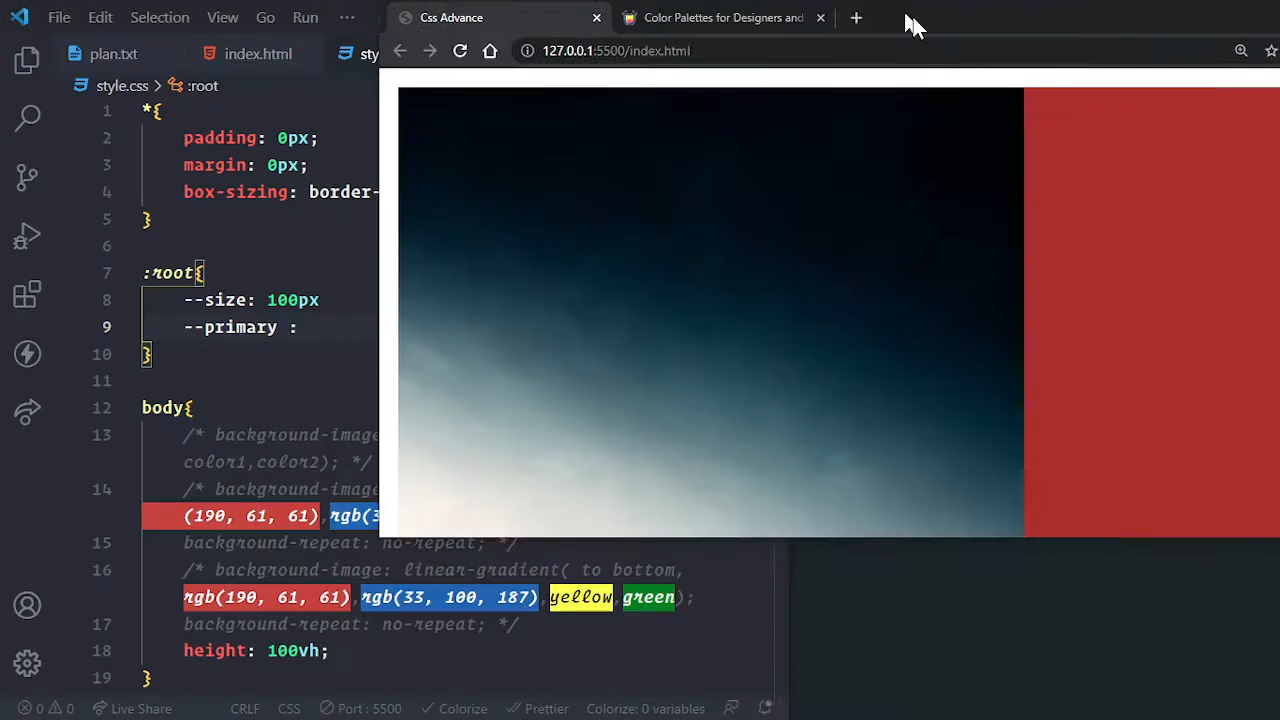 File Edit Selection View Go Run ···
Css Advance
Color Palettes for Designers and
plan.txt
index.html
sty
127.0.0.1:5500/index.html
style.css > :root
1 *{
2 padding: 0px;
3 margin: 0px;
4 box-sizing: border-
5 }
6
7 :root{
8 --size: 100px
9 --primary :
10 }
11
12 body{
13 /* background-image
color1,color2); */
14 /* background-image
(190, 61, 61),rgb(3
15 background-repeat: no-repeat; */
16 /* background-image: linear-gradient( to bottom,
rgb(190, 61, 61),rgb(33, 100, 187),yellow,green);
17 background-repeat: no-repeat; */
18 height: 100vh;
19 }
0 0 Live Share CRLF CSS Port : 5500 Colorize Prettier Colorize: 0 variables